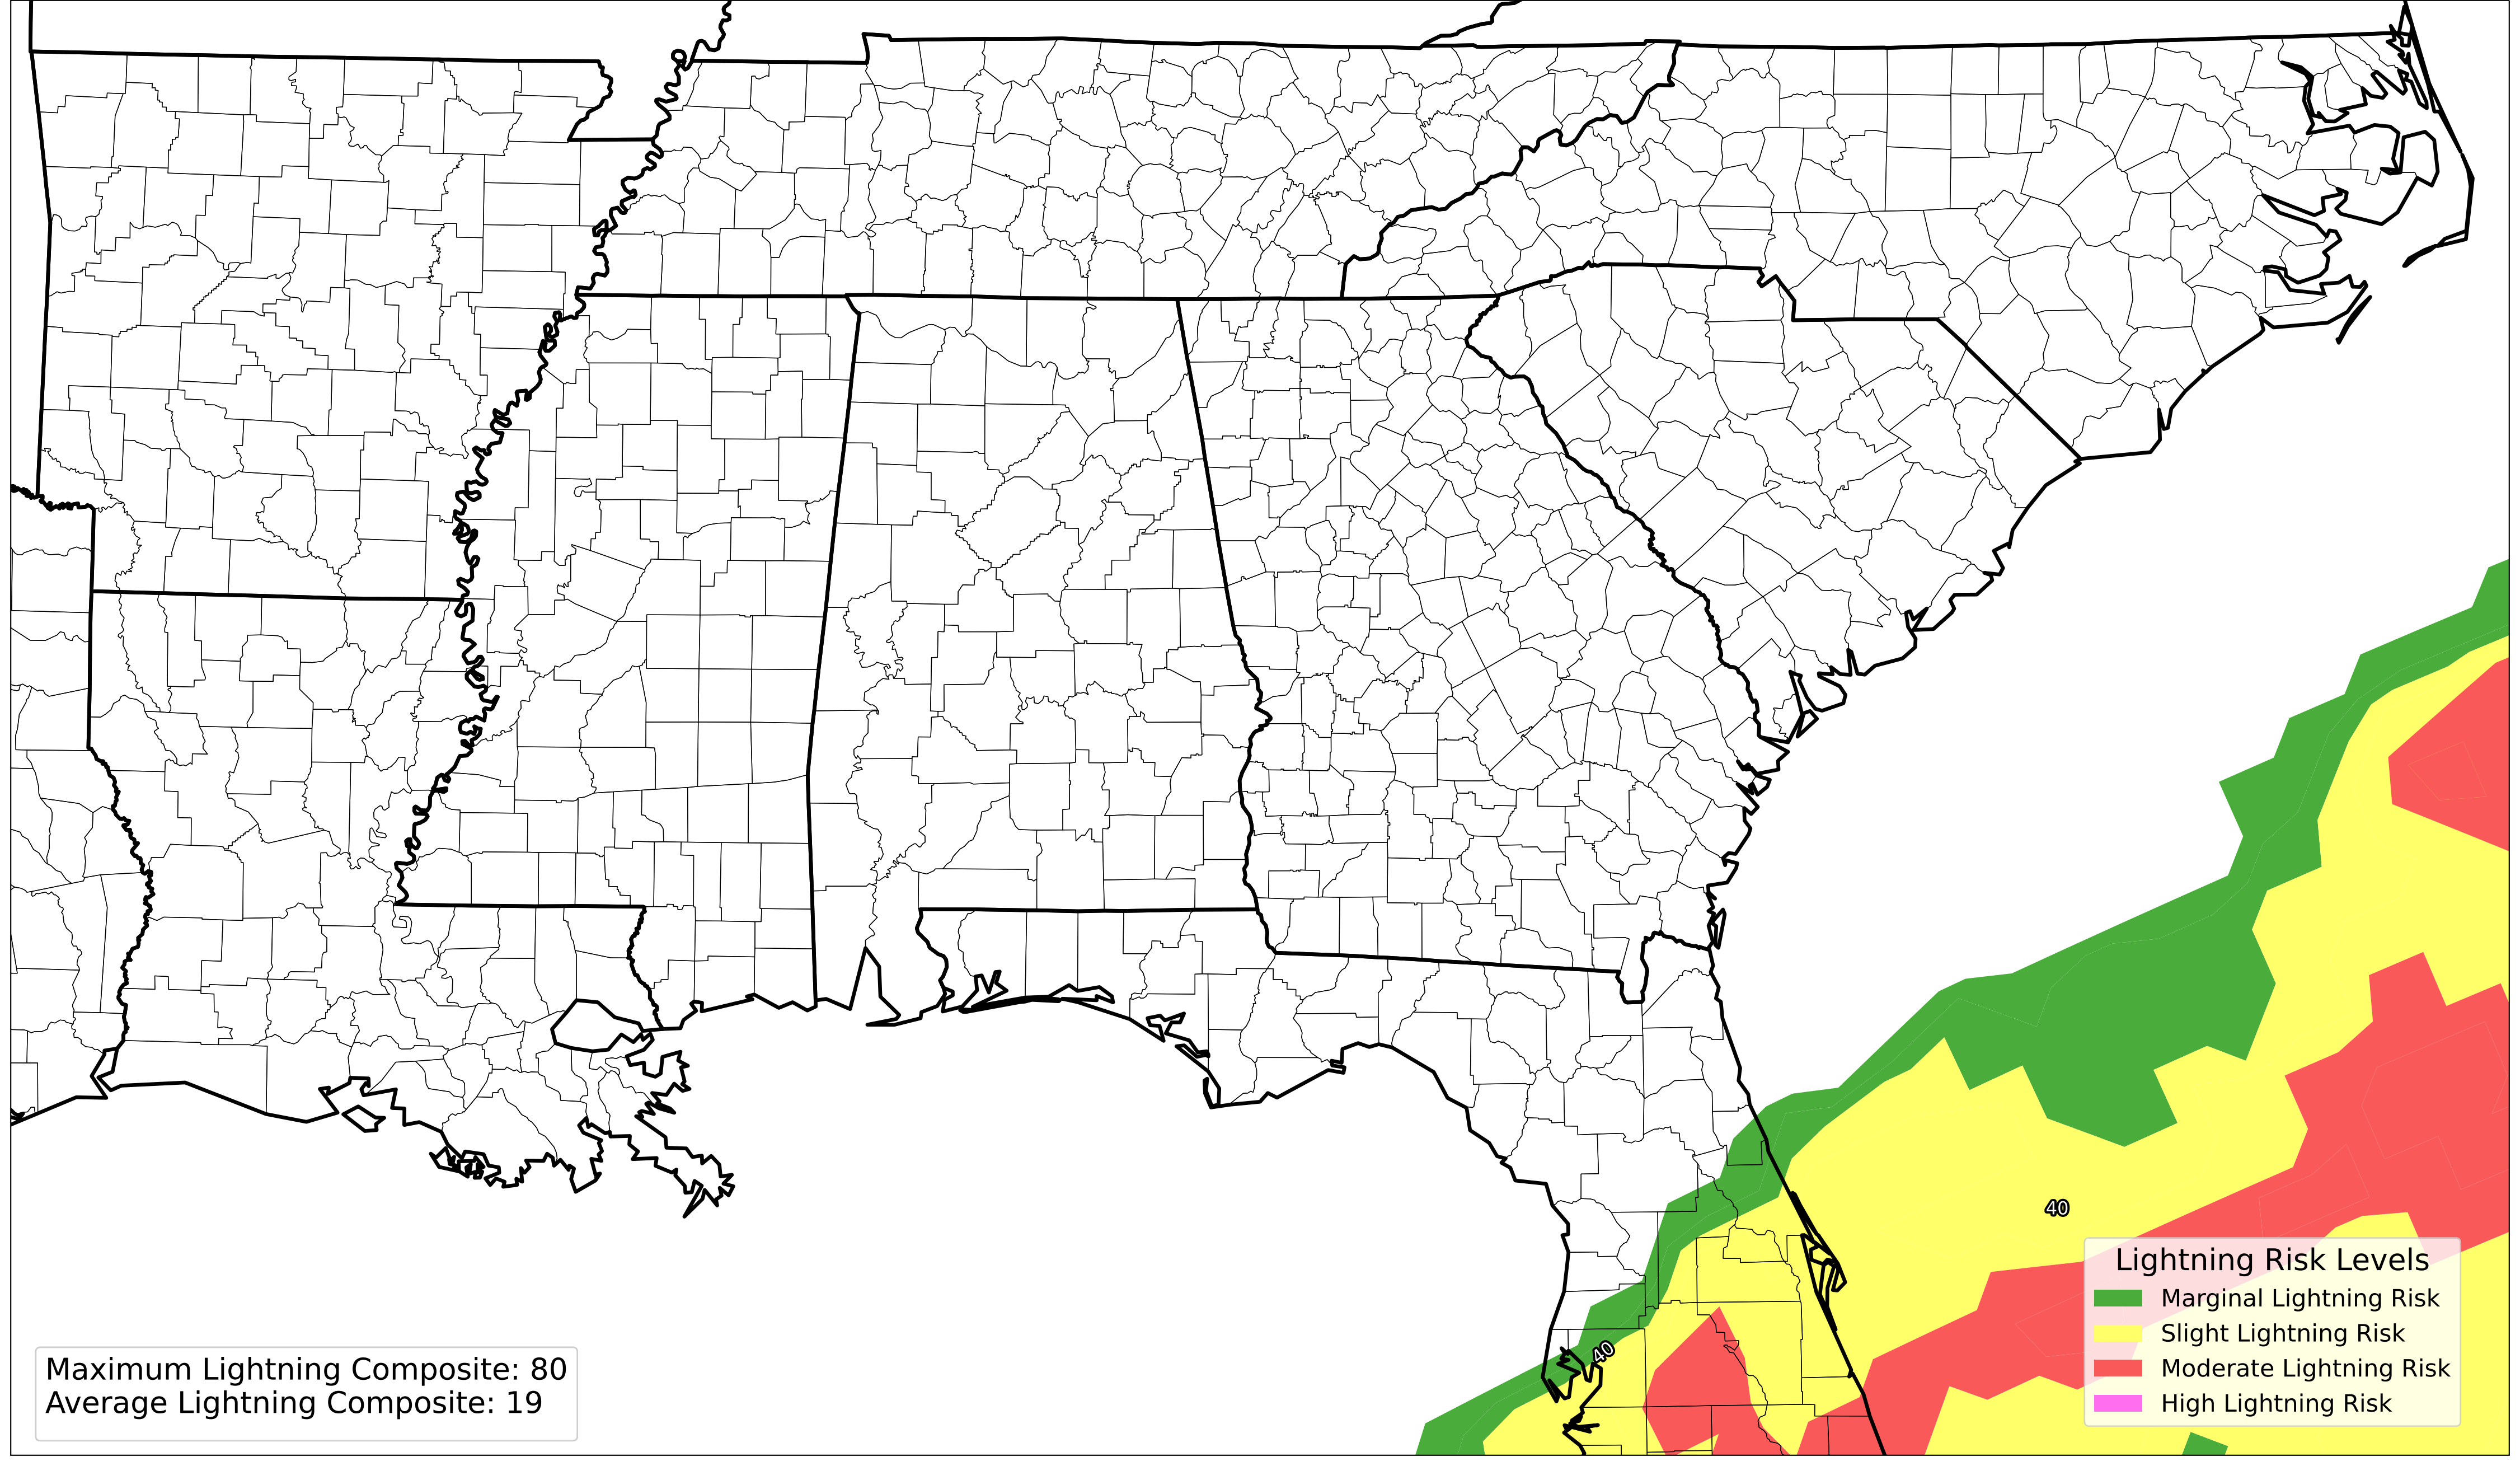 40
40
Lightning Risk Levels
Marginal Lightning Risk
Slight Lightning Risk
Moderate Lightning Risk
High Lightning Risk
Maximum Lightning Composite: 80
Average Lightning Composite: 19